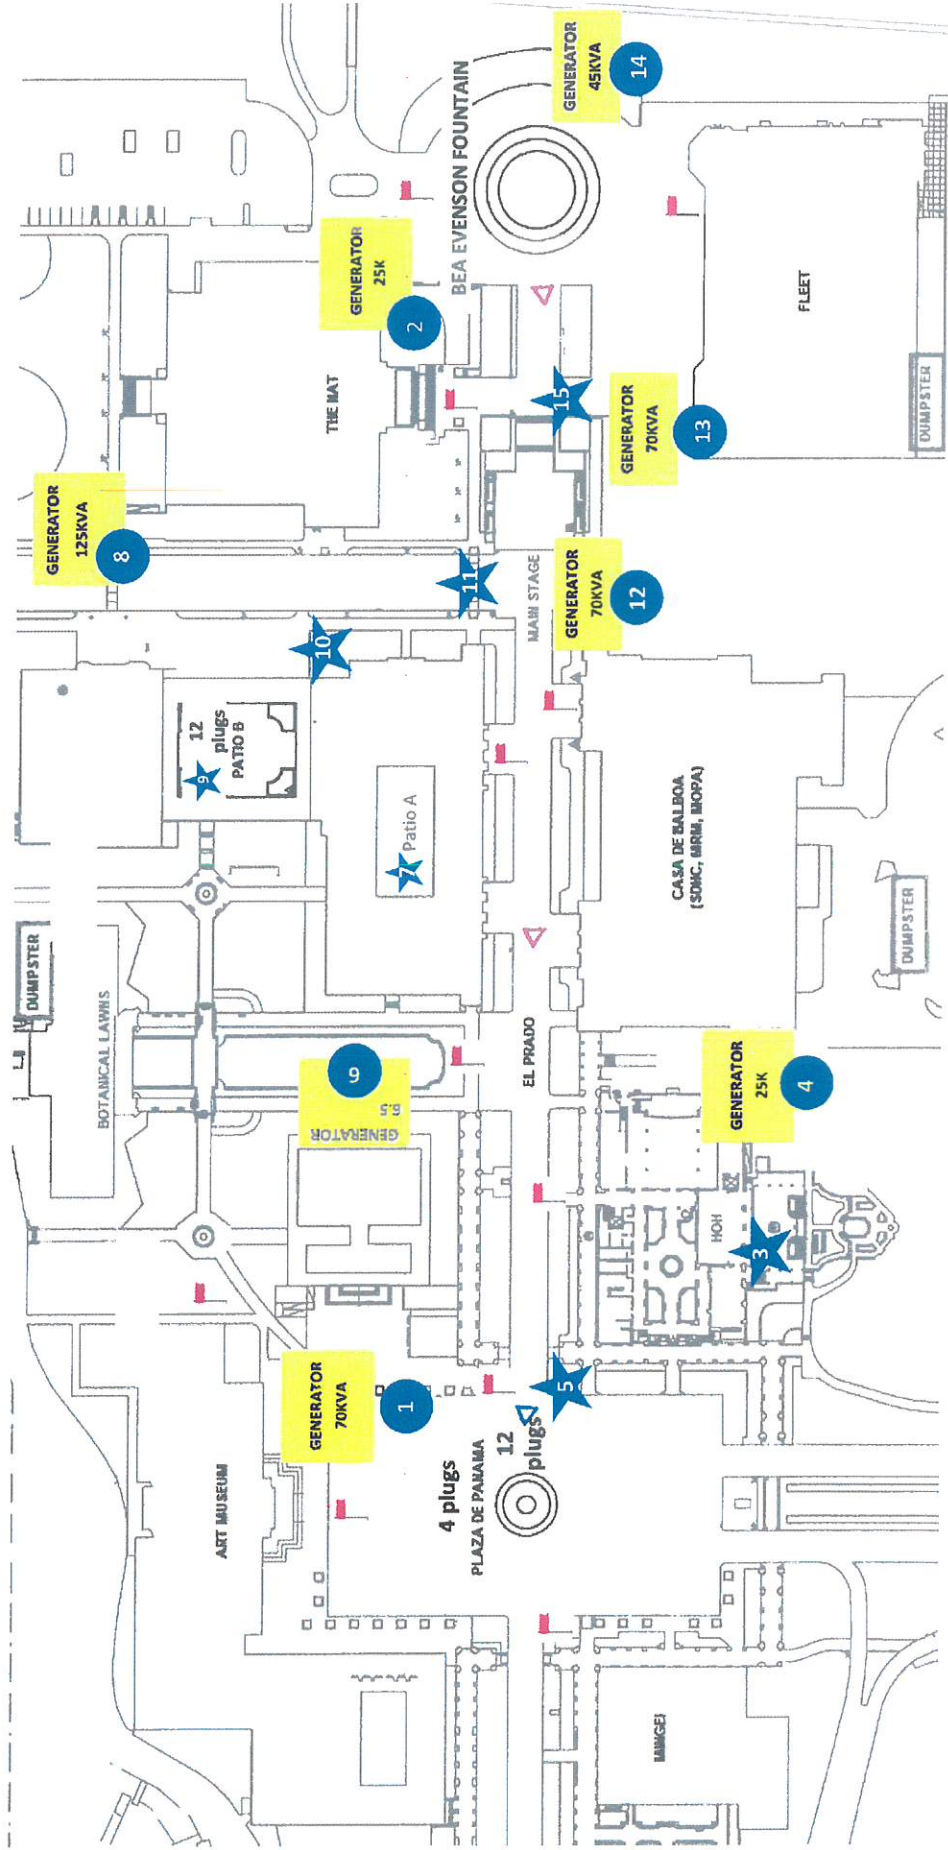 DUMPSTER
GENERATOR
125KVA
8
BOTANICAL LAWNS
12
plugs
PATIO B
9
ART MUSEUM
GENERATOR
70KVA
1
GENERATOR
6.5
6
10
THE NAT
GENERATOR
25K
2
7
Patio A
4 plugs
PLAZA DE PANAMA
12
plugs
11
BEA EVENSON FOUNTAIN
EL PRADO
MAIN STAGE
5
15
GENERATOR
45KVA
14
GENERATOR
70KVA
12
GENERATOR
70KVA
13
MINGEI
HOH
3
GENERATOR
25K
4
CASA DE BALBOA
(SDHC, MRM, MOPA)
FLEET
DUMPSTER
DUMPSTER